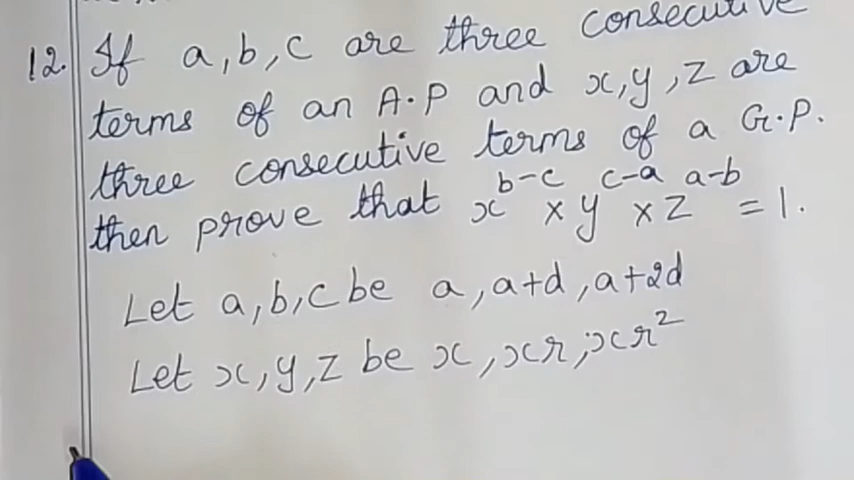 12. If a, b, c are three consecutive
terms of an A.P and x, y, z are
three consecutive terms of a G.P.
then prove that x^(b-c) × y^(c-a) × z^(a-b) = 1.
Let a, b, c be a, a+d, a+2d
Let x, y, z be x, xr, xr²